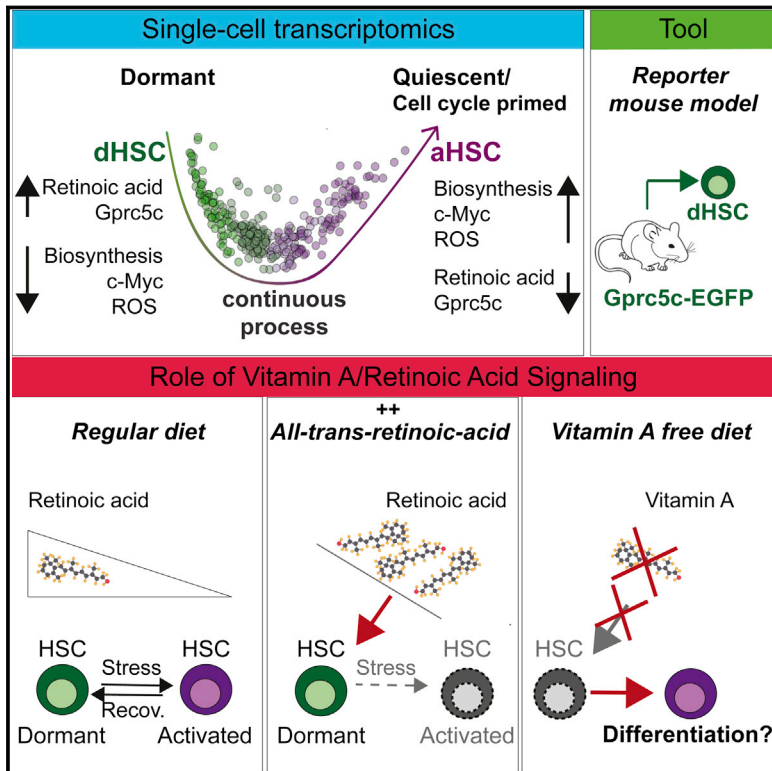 Single-cell transcriptomics
Dormant
Quiescent/
Cell cycle primed
dHSC
aHSC
Retinoic acid
Gprc5c
Biosynthesis
c-Myc
ROS
continuous
process
Biosynthesis
c-Myc
ROS
Retinoic acid
Gprc5c
Tool
Reporter
mouse model
dHSC
Gprc5c-EGFP
Role of Vitamin A/Retinoic Acid Signaling
Regular diet
Retinoic acid
HSC
HSC
Stress
Recov.
Dormant
Activated
++
All-trans-retinoic-acid
Retinoic acid
HSC
HSC
Stress
Dormant
Activated
Vitamin A free diet
Vitamin A
HSC
Differentiation?